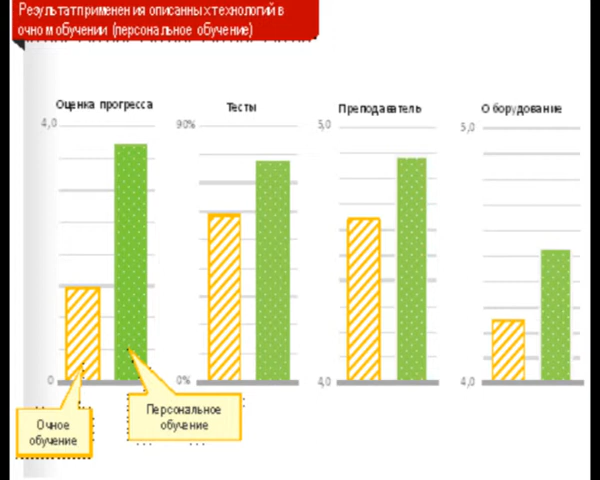 Результат применения описанных технологий в
очном обучении (персональное обучение)
Оценка прогресса
Тесты
Преподаватель
Оборудование
4,0
90%
5,0
5,0
0
0%
4,0
4,0
Очное
обучение
Персональное
обучение